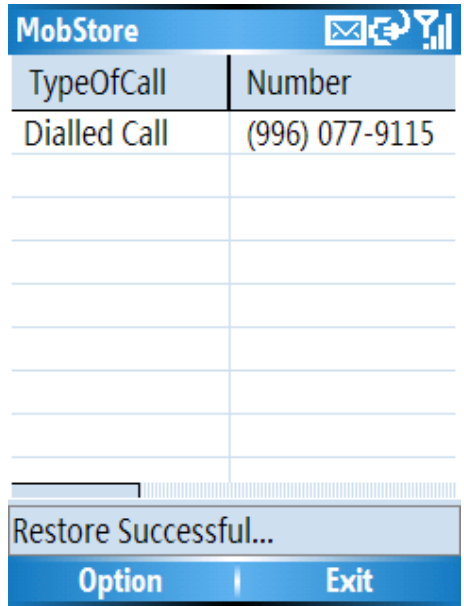 MobStore
TypeOfCall Number
Dialled Call (996) 077-9115
Restore Successful...
Option Exit